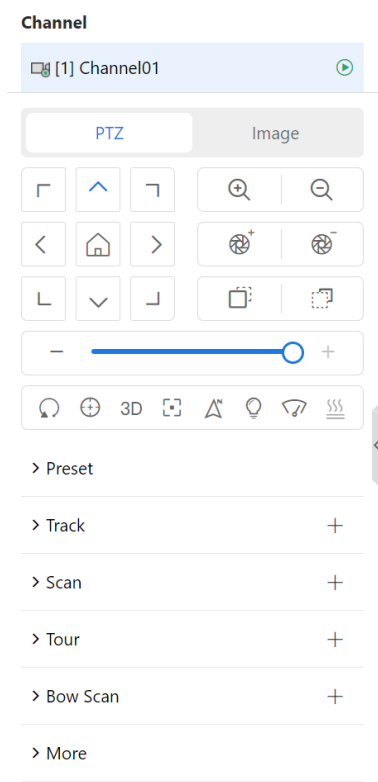 Channel
[1] Channel01
PTZ
Image
3D
N
Preset
Track
Scan
Tour
Bow Scan
More